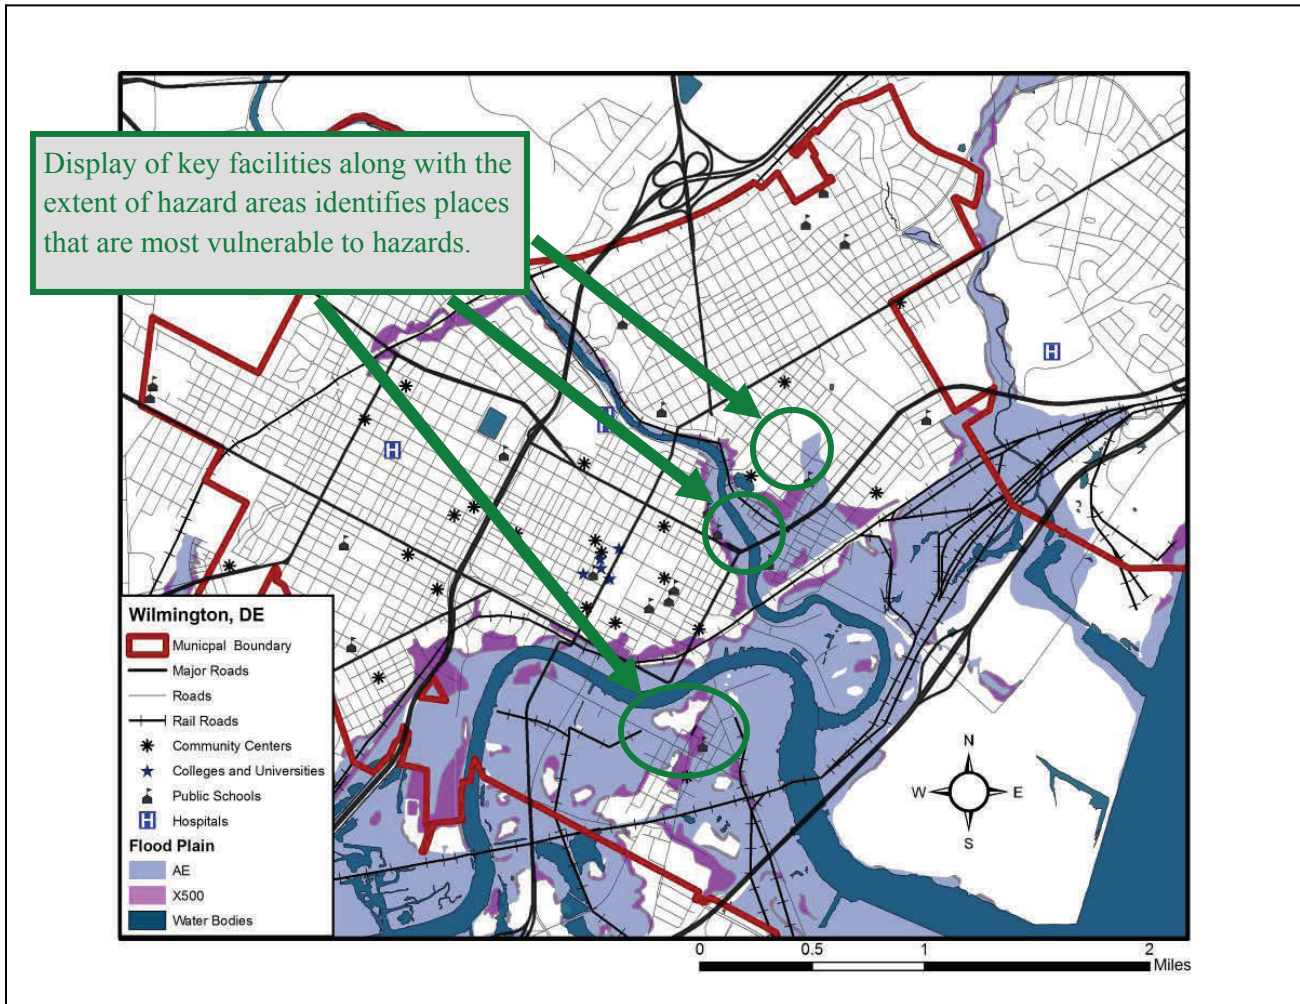 Display of key facilities along with the
extent of hazard areas identifies places
that are most vulnerable to hazards.
H
H
H
Wilmington, DE
Municpal Boundary
Major Roads
Roads
Rail Roads
Community Centers
Colleges and Universities
Public Schools
H Hospitals
Flood Plain
AE
X500
Water Bodies
N
W E
S
0 0.5 1 2
Miles